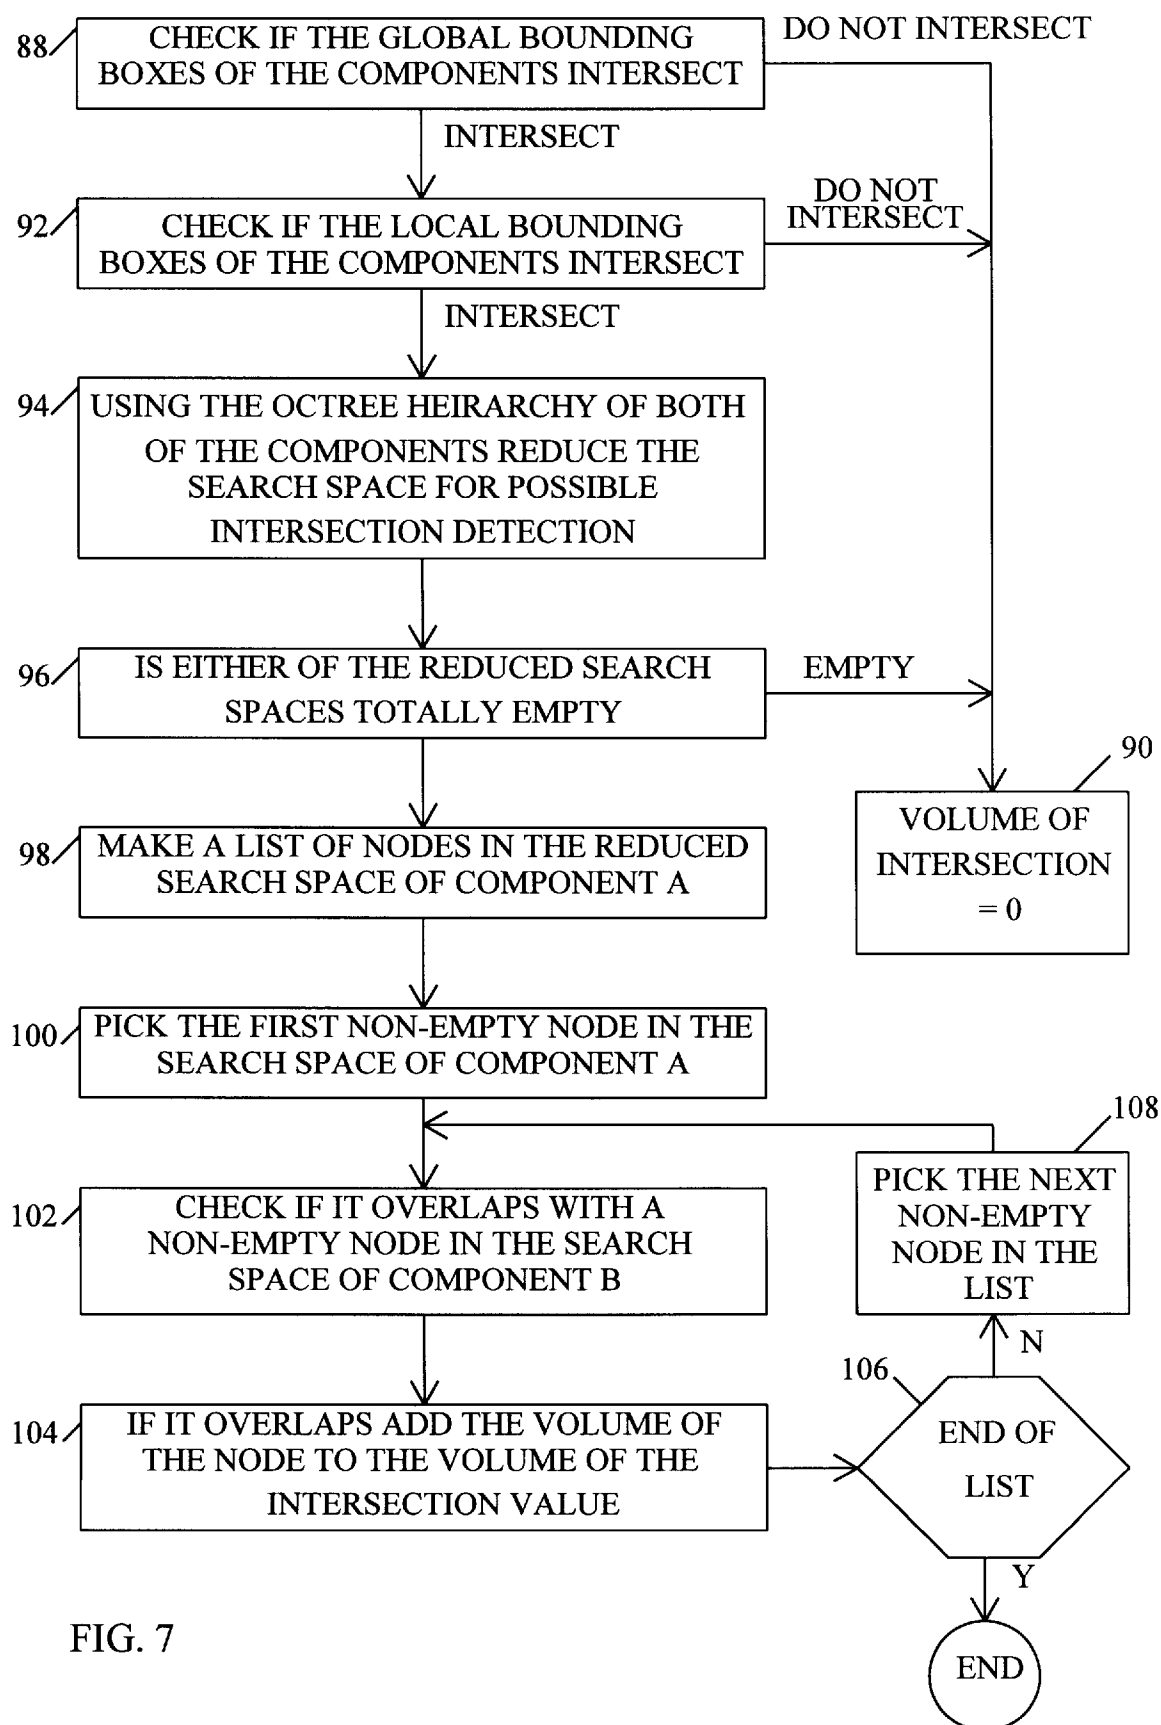 88
CHECK IF THE GLOBAL BOUNDING
BOXES OF THE COMPONENTS INTERSECT
DO NOT INTERSECT
INTERSECT
92
CHECK IF THE LOCAL BOUNDING
BOXES OF THE COMPONENTS INTERSECT
DO NOT
INTERSECT
INTERSECT
94
USING THE OCTREE HEIRARCHY OF BOTH
OF THE COMPONENTS REDUCE THE
SEARCH SPACE FOR POSSIBLE
INTERSECTION DETECTION
96
IS EITHER OF THE REDUCED SEARCH
SPACES TOTALLY EMPTY
EMPTY
90
VOLUME OF
INTERSECTION
= 0
98
MAKE A LIST OF NODES IN THE REDUCED
SEARCH SPACE OF COMPONENT A
100
PICK THE FIRST NON-EMPTY NODE IN THE
SEARCH SPACE OF COMPONENT A
108
PICK THE NEXT
NON-EMPTY
NODE IN THE
LIST
102
CHECK IF IT OVERLAPS WITH A
NON-EMPTY NODE IN THE SEARCH
SPACE OF COMPONENT B
N
104
IF IT OVERLAPS ADD THE VOLUME OF
THE NODE TO THE VOLUME OF THE
INTERSECTION VALUE
106
END OF
LIST
Y
END
FIG. 7